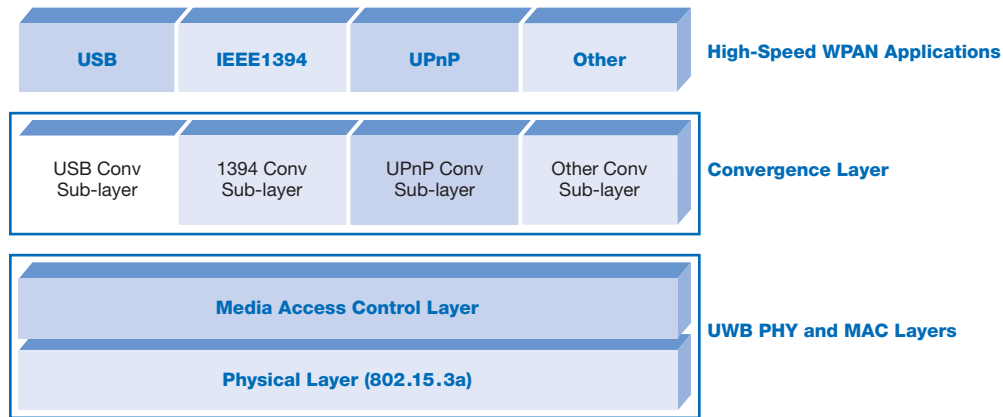 USB
IEEE1394
UPnP
Other
High-Speed WPAN Applications
USB Conv
Sub-layer
1394 Conv
Sub-layer
UPnP Conv
Sub-layer
Other Conv
Sub-layer
Convergence Layer
Media Access Control Layer
Physical Layer (802.15.3a)
UWB PHY and MAC Layers